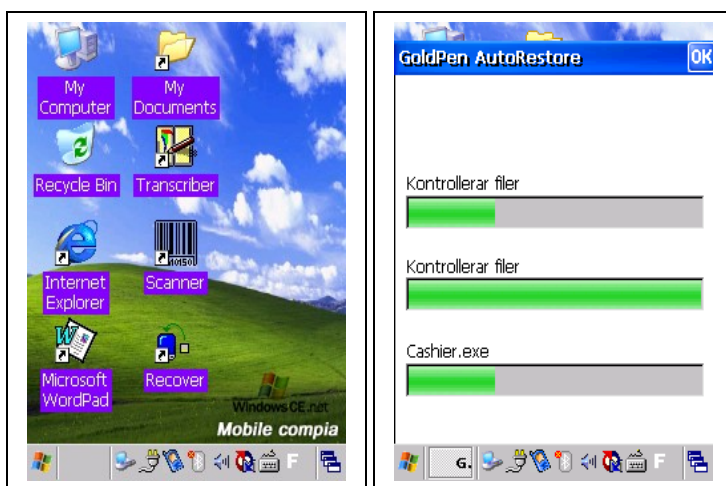 My
Computer
My
Documents
Recycle Bin
Transcriber
Internet
Explorer
Scanner
Microsoft
WordPad
Recover
Windows CE.net
Mobile compia
F
GoldPen AutoRestore
OK
Kontrollerar filer
Kontrollerar filer
Cashier.exe
G.
F